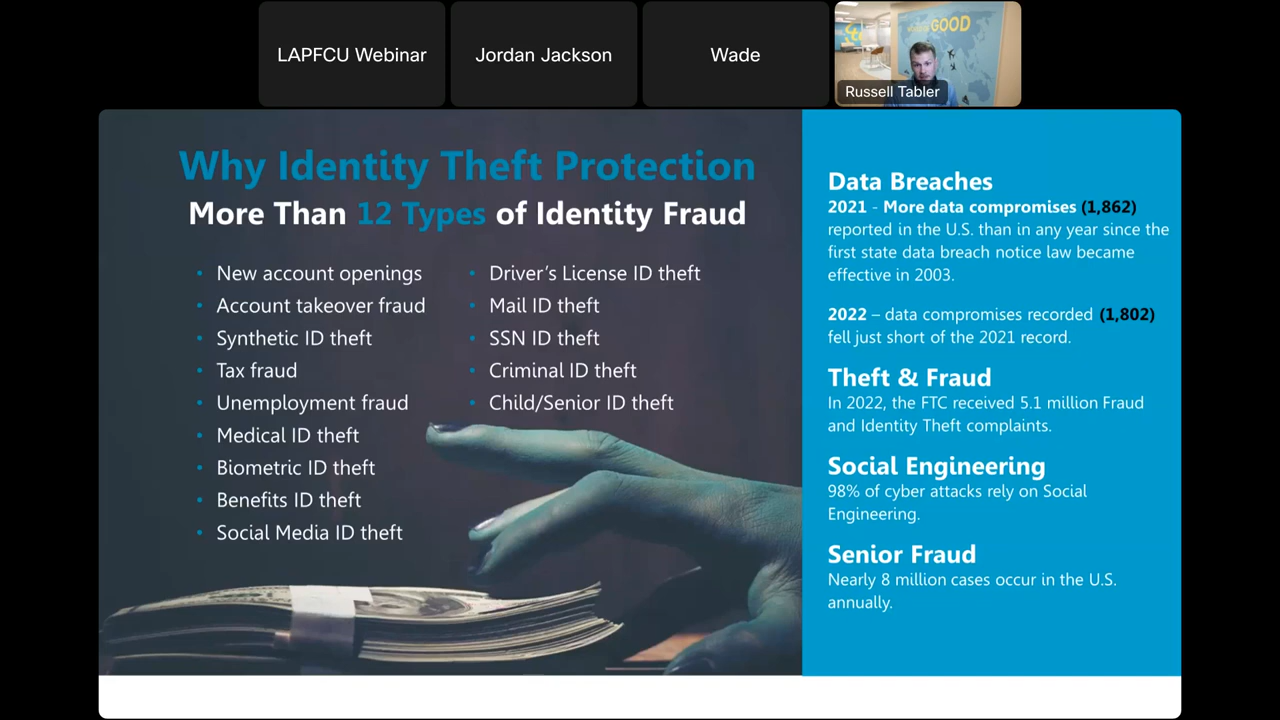 LAPFCU Webinar
Jordan Jackson
Wade
GOOD
Russell Tabler
Why Identity Theft Protection
More Than 12 Types of Identity Fraud
• New account openings
• Account takeover fraud
• Synthetic ID theft
• Tax fraud
• Unemployment fraud
• Medical ID theft
• Biometric ID theft
• Benefits ID theft
• Social Media ID theft
• Driver’s License ID theft
• Mail ID theft
• SSN ID theft
• Criminal ID theft
• Child/Senior ID theft
Data Breaches
2021 - More data compromises (1,862)
reported in the U.S. than in any year since the
first state data breach notice law became
effective in 2003.
2022 – data compromises recorded (1,802)
fell just short of the 2021 record.
Theft & Fraud
In 2022, the FTC received 5.1 million Fraud
and Identity Theft complaints.
Social Engineering
98% of cyber attacks rely on Social
Engineering.
Senior Fraud
Nearly 8 million cases occur in the U.S.
annually.